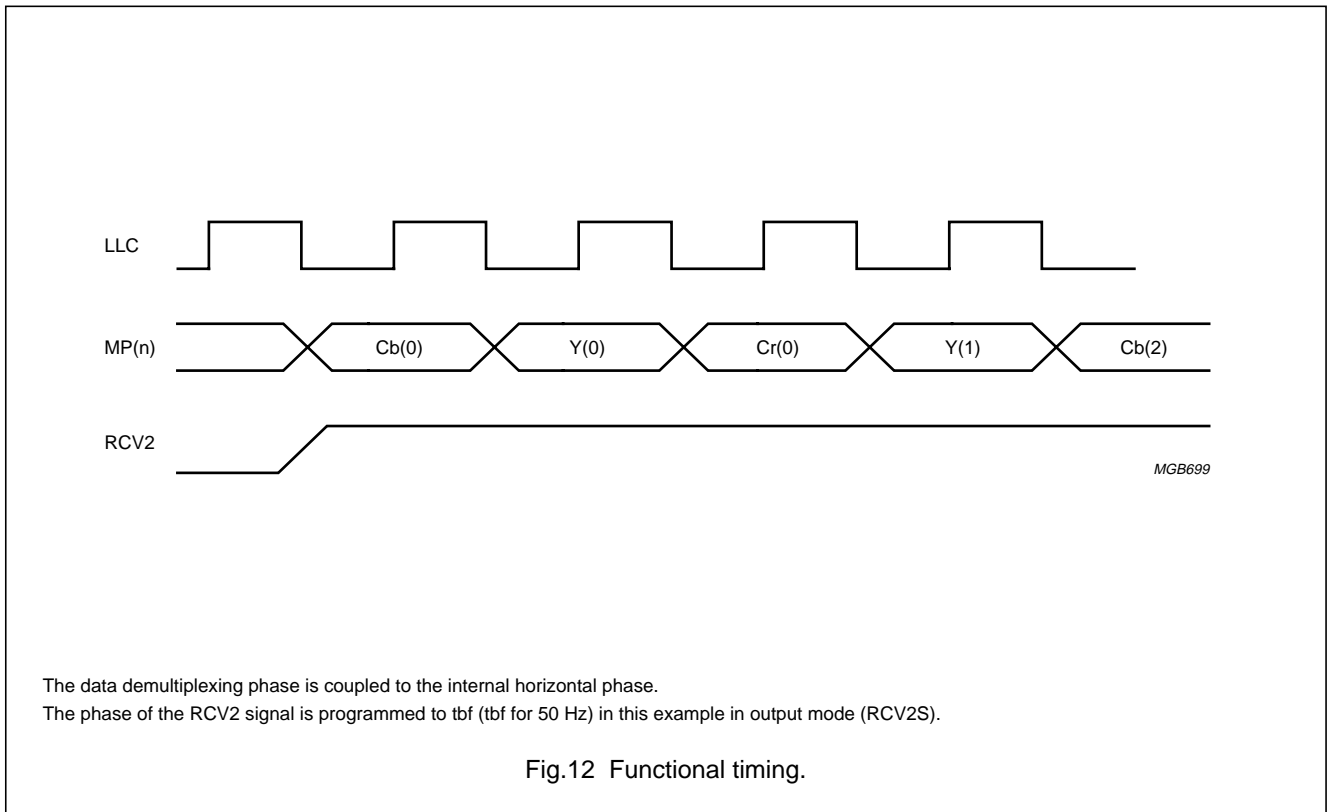 LLC
MP(n)
Cb(0) Y(0) Cr(0) Y(1) Cb(2)
RCV2
MGB699
The data demultiplexing phase is coupled to the internal horizontal phase.
The phase of the RCV2 signal is programmed to tbf (tbf for 50 Hz) in this example in output mode (RCV2S).
Fig.12 Functional timing.